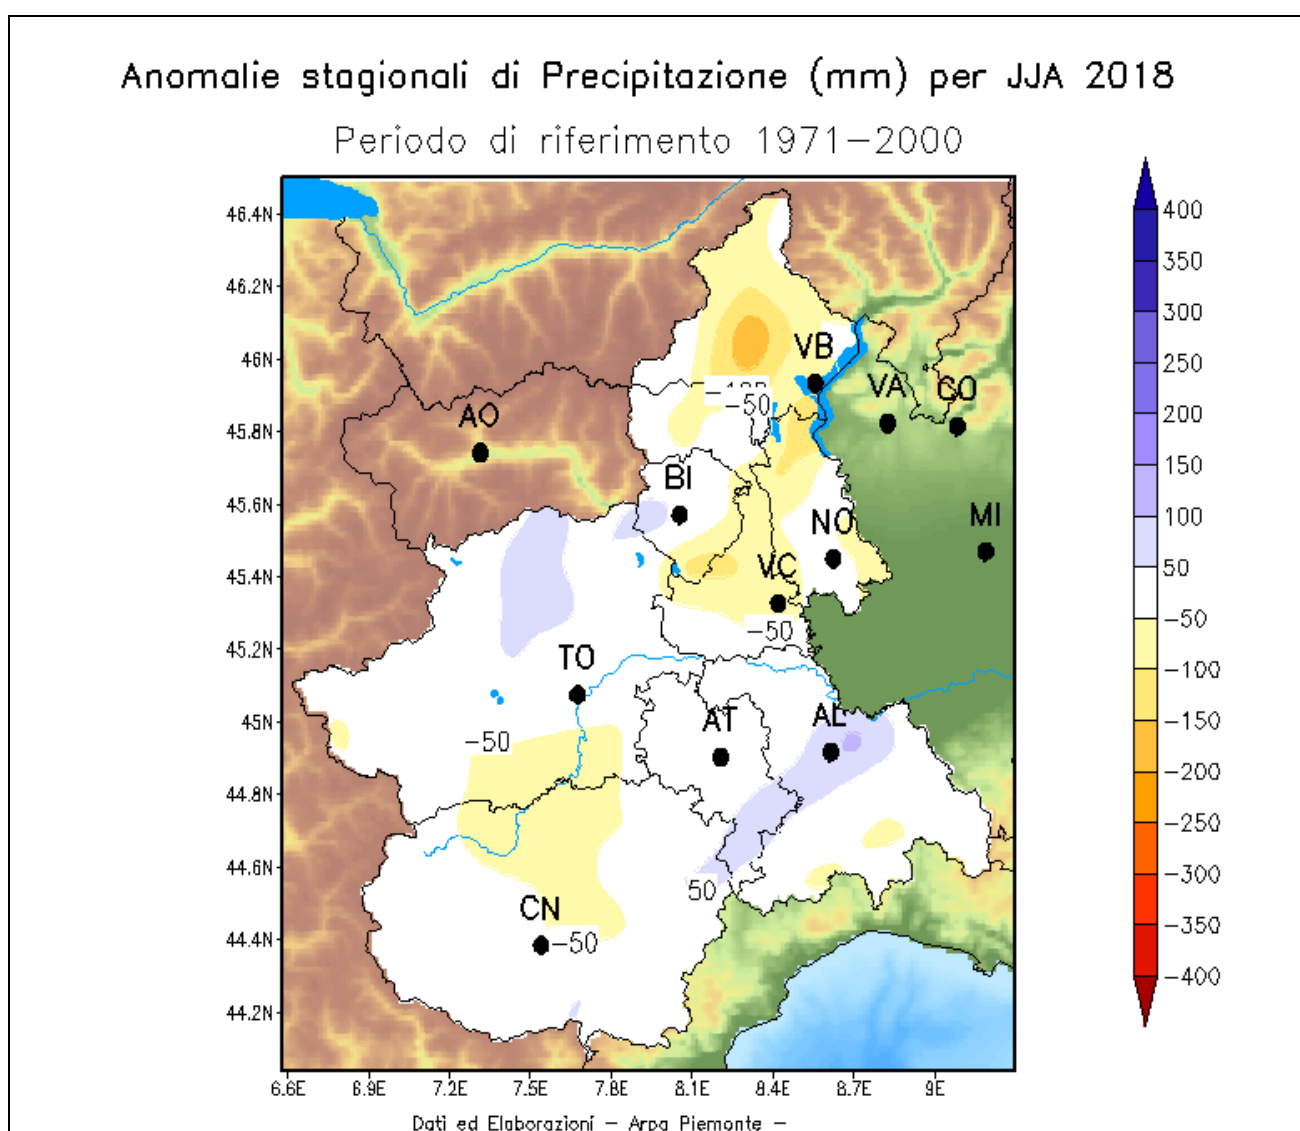 Anomalie stagionali di Precipitazione (mm) per JJA 2018
Periodo di riferimento 1971-2000
46.4N
46.2N
46N
45.8N
45.6N
45.4N
45.2N
45N
44.8N
44.6N
44.4N
44.2N
VB
VA
CO
-50
AO
BI
NO
MI
VC
-50
TO
-50
AT
AL
50
CN
-50
6.6E 6.9E 7.2E 7.5E 7.8E 8.1E 8.4E 8.7E 9E
400
350
300
250
200
150
100
50
-50
-100
-150
-200
-250
-300
-350
-400
Dati ed Elaborazioni - Arpa Piemonte -